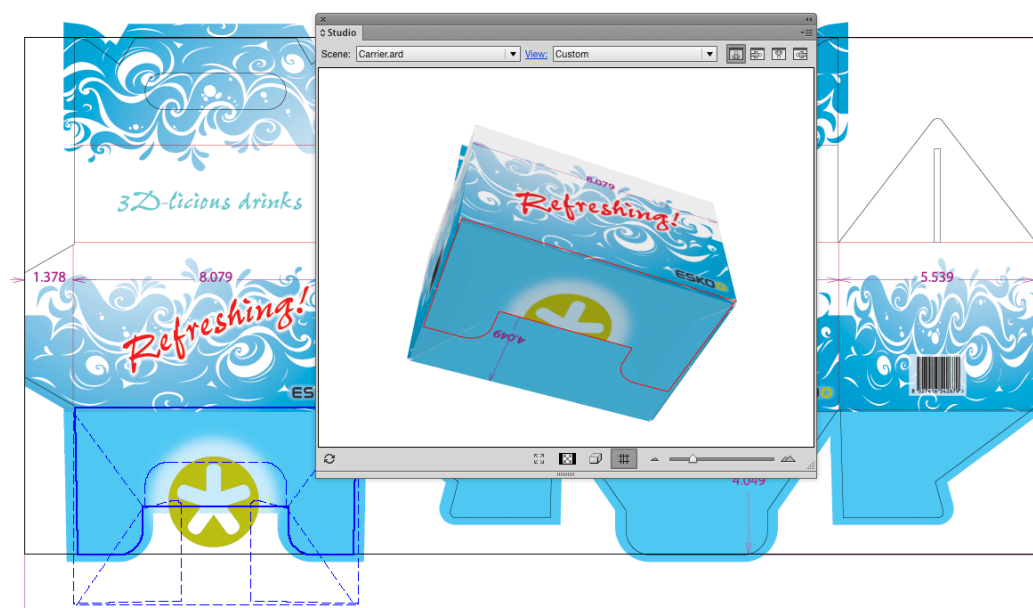 Studio
Scene: Carrier.ard View: Custom
8.079
Refreshing!
ESKO
4.049
3D-licious drinks
1.378
8.079
5.539
Refreshing!
ES
4.049